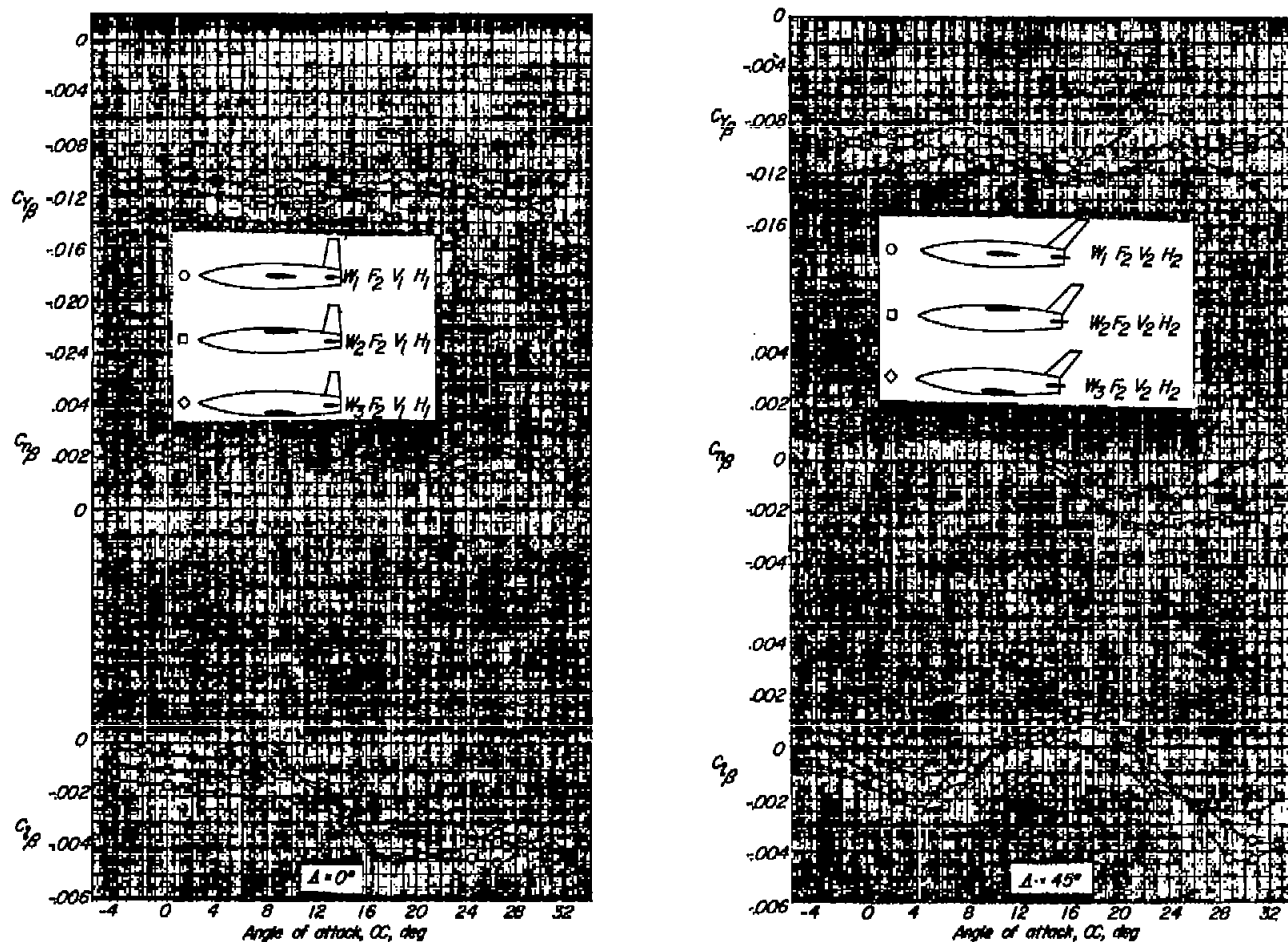 0
-.004
-.008
CYβ
-.012
-.016
-.020
-.024
W1 F2 V1 H1
W2 F2 V1 H1
W3 F2 V1 H1
.004
Cnβ
.002
0
0
-.002
Clβ
-.004
-.006
Λ = 0°
-4 0 4 8 12 16 20 24 28 32
Angle of attack, α, deg
0
-.004
CYβ
-.008
-.012
-.016
W1 F2 V2 H2
W2 F2 V2 H2
W3 F2 V2 H2
.004
.002
Cnβ
0
-.002
-.004
.004
.002
0
Clβ
-.002
-.004
-.006
Λ = 45°
-4 0 4 8 12 16 20 24 28 32
Angle of attack, α, deg